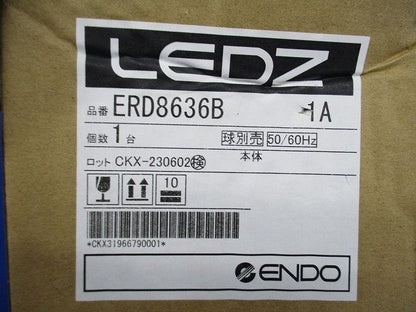 LEDZ
品番 ERD8636B 1A
個数 1台 球別売 50/60Hz
本体
ロット CKX-230602 検
10
*CKX31966790001*
ENDO